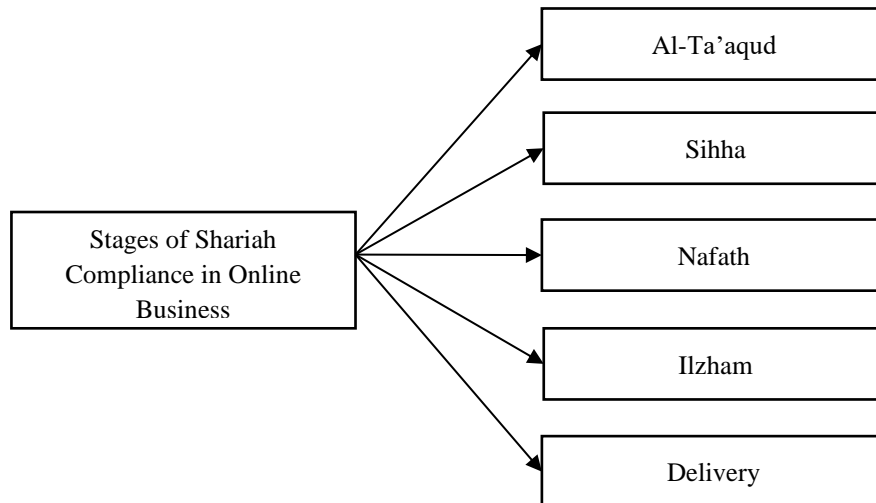 Al-Ta’aqud
Sihha
Stages of Shariah
Compliance in Online
Business
Nafath
Ilzham
Delivery